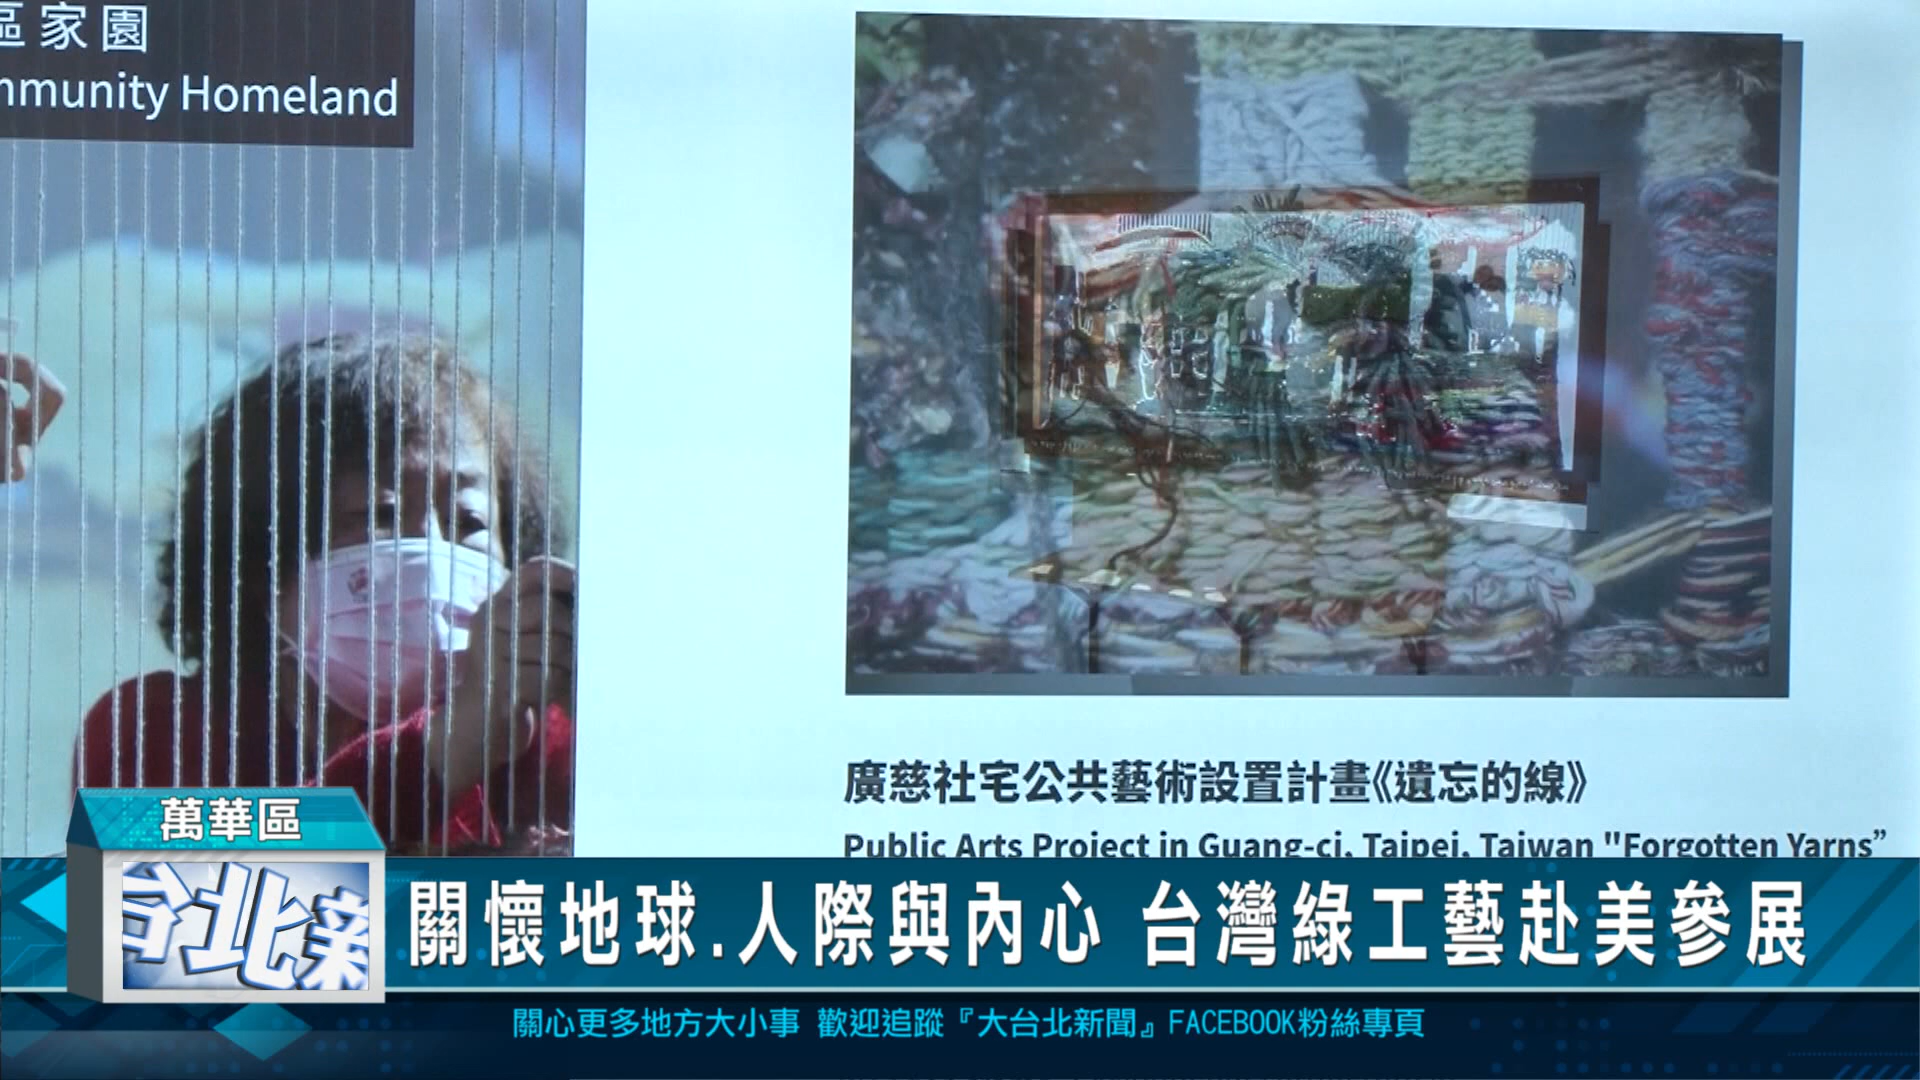 區家園
mmunity Homeland
廣慈社宅公共藝術設置計畫《遺忘的線》
Public Arts Project in Guang-ci, Taipei, Taiwan "Forgotten Yarns”
萬華區
台北新
關懷地球.人際與內心 台灣綠工藝赴美參展
關心更多地方大小事 歡迎追蹤『大台北新聞』FACEBOOK粉絲專頁